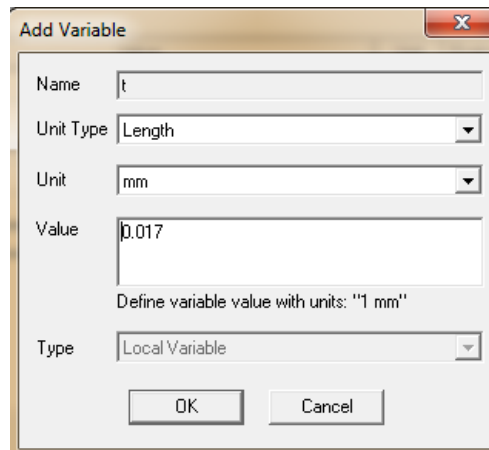 Add Variable
Name t
Unit Type Length
Unit mm
Value 0.017
Define variable value with units: "1 mm"
Type Local Variable
OK Cancel